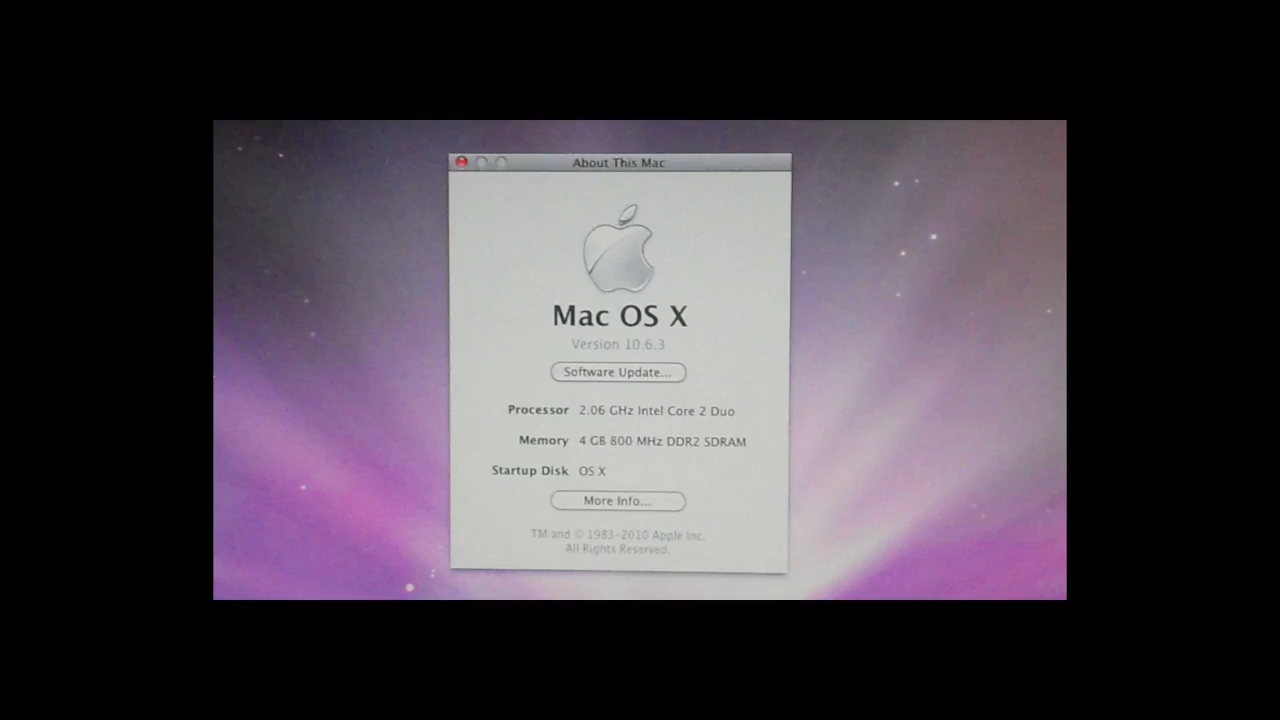 About This Mac
Mac OS X
Version 10.6.3
Software Update...
Processor 2.06 GHz Intel Core 2 Duo
Memory 4 GB 800 MHz DDR2 SDRAM
Startup Disk OS X
More Info...
TM and © 1983-2010 Apple Inc.
All Rights Reserved.